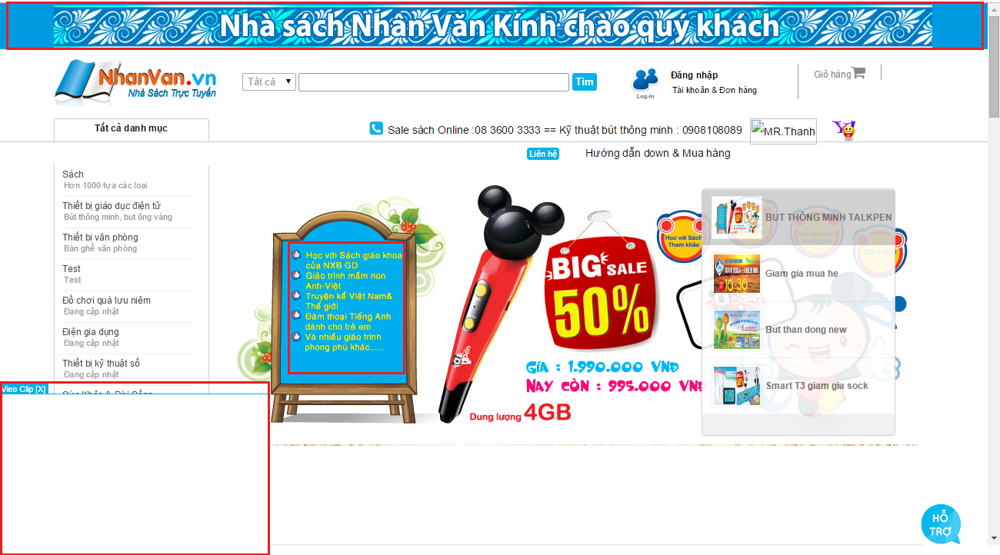 Nhà sách Nhân Văn Kính chào quý khách
NhanVan.vn
Nhà Sách Trực Tuyến
Tất cả
Tìm
Log-In
Đăng nhập
Tài khoản & Đơn hàng
Giỏ hàng
Tất cả danh mục
Sale sách Online :08 3600 3333 == Kỹ thuật bút thông minh : 0908108089
MR.Thanh
Liên hệ
Hướng dẫn down & Mua hàng
Sách
Hơn 1000 tựa các loại
Thiết bị giáo dục điện tử
Bút thông minh, but ông văng
Thiết bị văn phòng
Bàn ghế văn phòng
Test
Test
Đồ chơi quà lưu niệm
Đang cập nhật
Điện gia dụng
Đang cập nhật
Thiết bị kỷ thuật số
Đang cập nhật
Vieo Clip [X]
Học với Sách giáo khoa
của NXB GD
Giáo trình mầm non
Anh-Việt
Truyện kể Việt Nam&
Thế giới
Đàm thoại Tiếng Anh
dành cho trẻ em
Và nhiều giáo trình
phong phú khác......
BIG SALE
50%
Học với Sách
Tham khảo
GIá : 1.990.000 VNĐ
NAY CÒN : 995.000 VNĐ
Dung lượng 4GB
BUT THÔNG MINH TALKPEN
Giam gia mua he
But than dong new
Smart T3 giam gia sock
HỖ
TRỢ